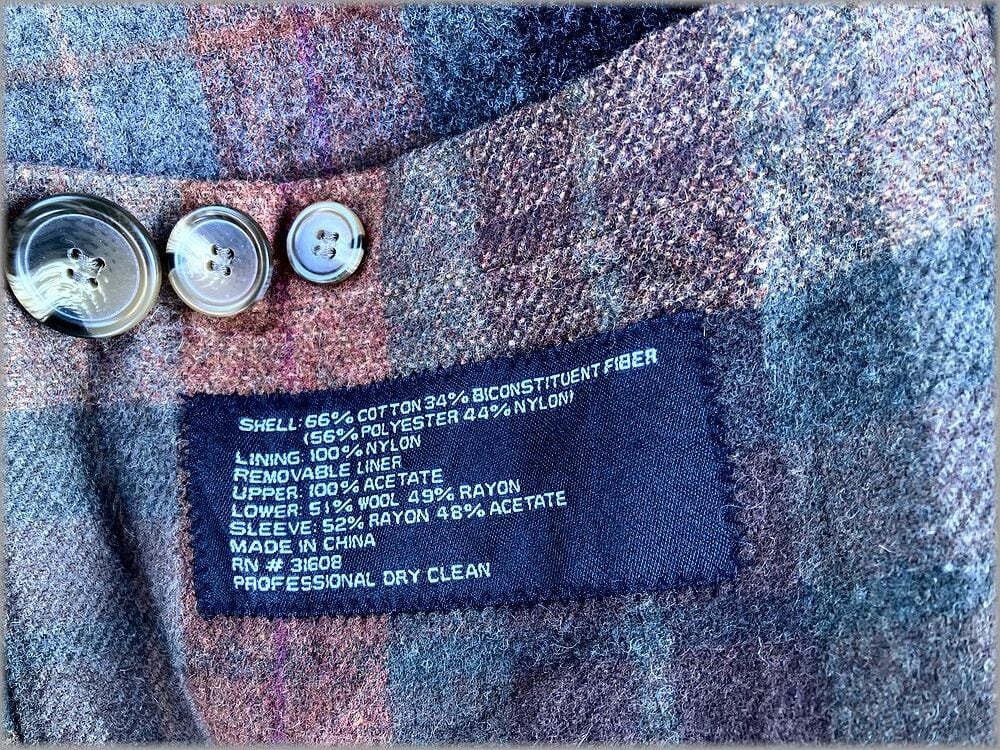 SHELL: 66% COTTON 34% BICONSTITUENT FIBER
(56% POLYESTER 44% NYLON)
LINING: 100% NYLON
REMOVABLE LINER
UPPER: 100% ACETATE
LOWER: 51% WOOL 49% RAYON
SLEEVE: 52% RAYON 48% ACETATE
MADE IN CHINA
RN # 31608
PROFESSIONAL DRY CLEAN